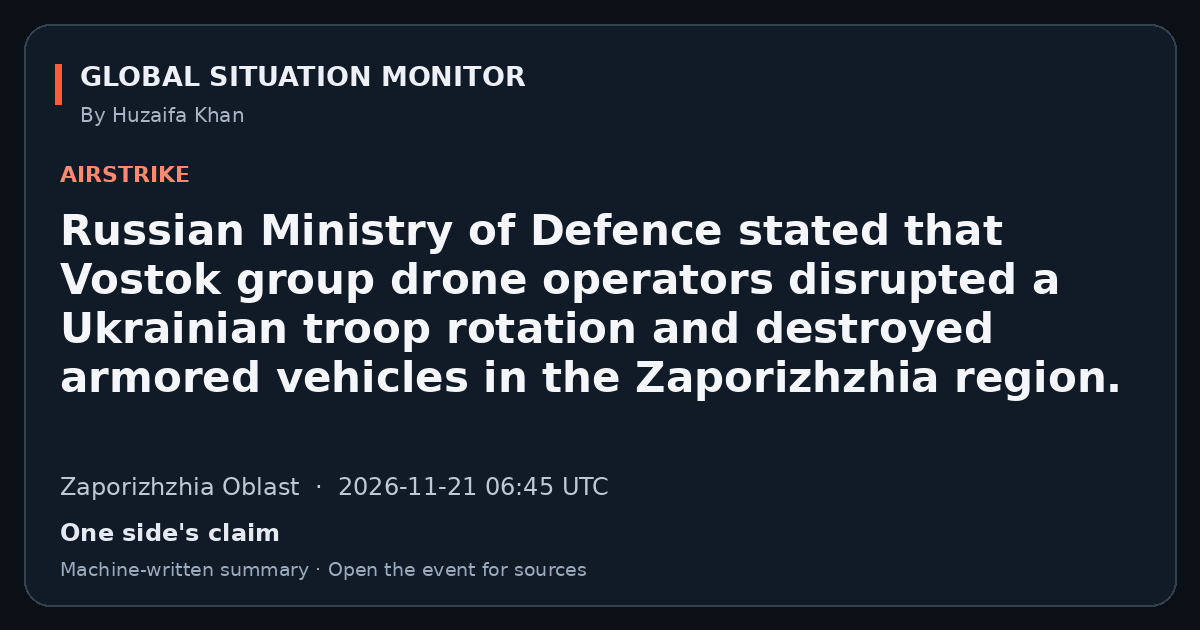 GLOBAL SITUATION MONITOR
By Huzaifa Khan
AIRSTRIKE
Russian Ministry of Defence stated that
Vostok group drone operators disrupted a
Ukrainian troop rotation and destroyed
armored vehicles in the Zaporizhzhia region.
Zaporizhzhia Oblast · 2026-11-21 06:45 UTC
One side's claim
Machine-written summary · Open the event for sources